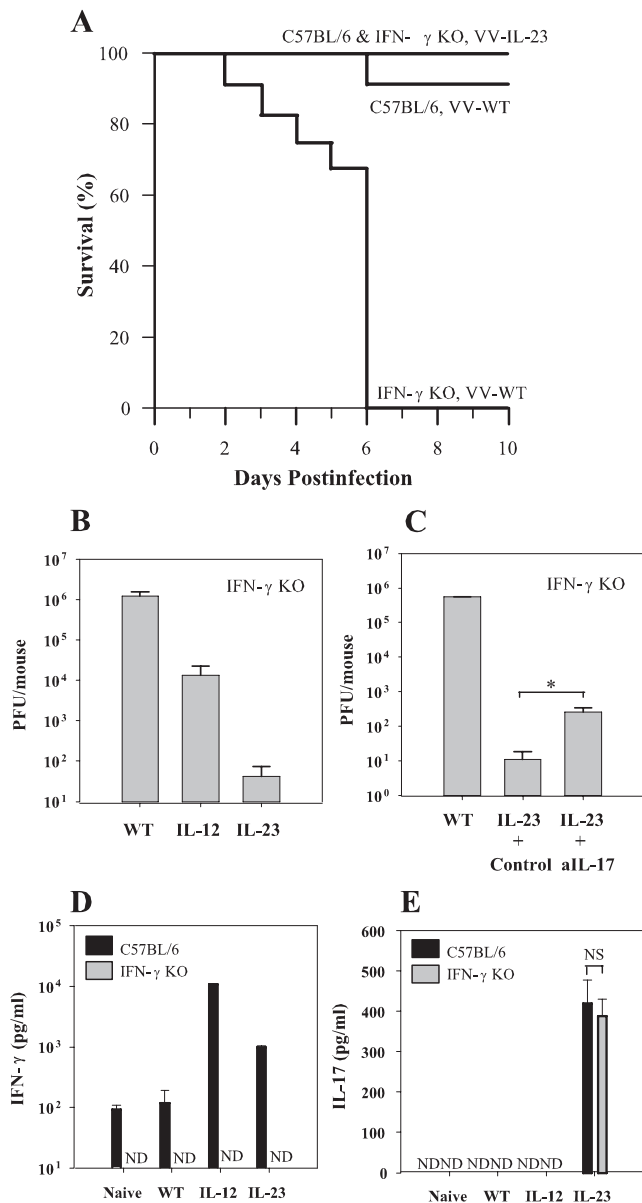 A
C57BL/6 & IFN- γ KO, VV-IL-23
100
C57BL/6, VV-WT
80
60
40
20
0
IFN-γ KO, VV-WT
Survival (%)
0 2 4 6 8 10
Days Postinfection
B
IFN-γ KO
10^7
10^6
10^5
10^4
10^3
10^2
10^1
PFU/mouse
WT IL-12 IL-23
C
IFN-γ KO
10^7
10^6
10^5
10^4
10^3
10^2
10^1
10^0
PFU/mouse
*
WT IL-23 IL-23
+ +
Control aIL-17
D
C57BL/6
IFN-γ KO
10^5
10^4
10^3
10^2
10^1
IFN-γ (pg/ml)
ND ND ND ND
Naive WT IL-12 IL-23
E
C57BL/6
IFN-γ KO
NS
600
500
400
300
200
100
0
IL-17 (pg/ml)
NDND NDND NDND
Naive WT IL-12 IL-23